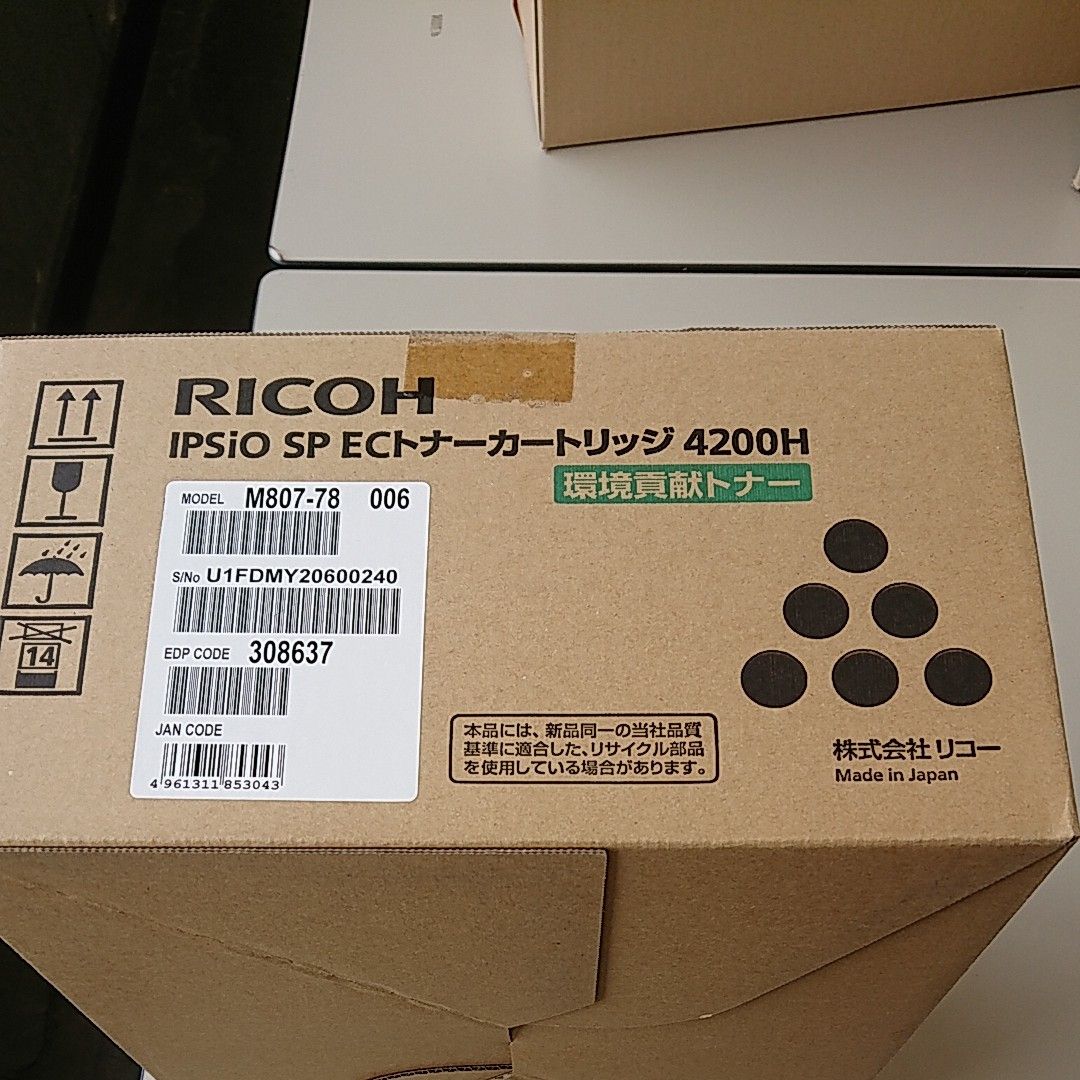 RICOH
IPSiO SP ECトナーカートリッジ 4200H
環境貢献トナー
MODEL M807-78 006
S/No U1FDMY20600240
EDP CODE 308637
JAN CODE
4 961311 853043
14
本品には、新品同一の当社品質
基準に適合した、リサイクル部品
を使用している場合があります。
株式会社 リコー
Made in Japan